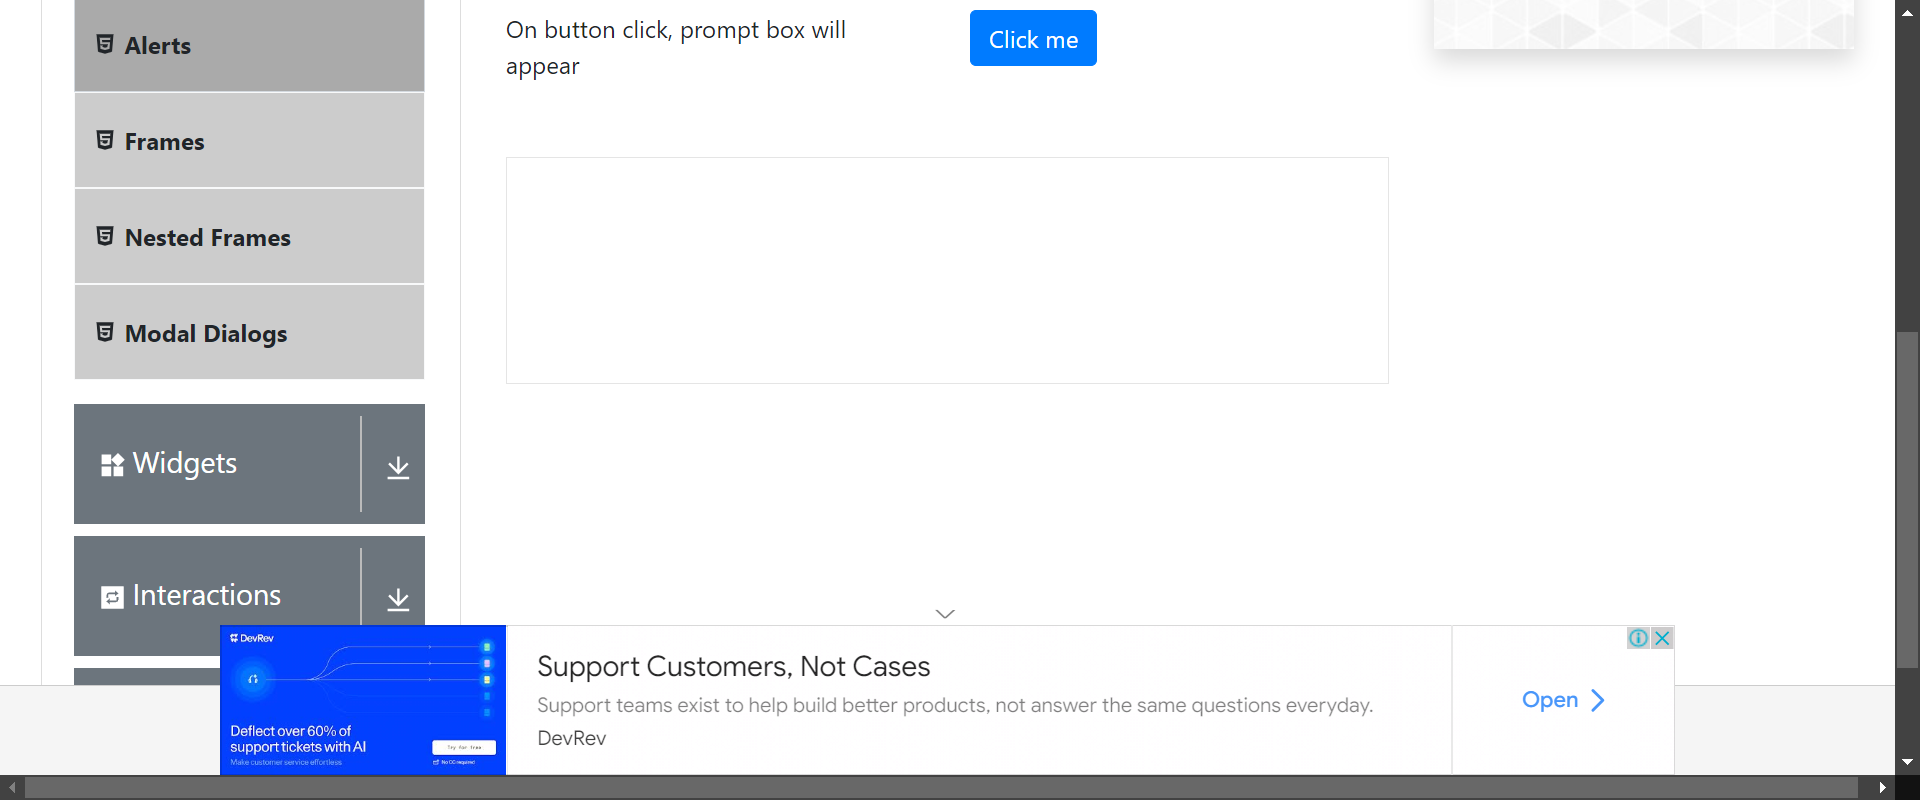 Alerts
Frames
Nested Frames
Modal Dialogs
Widgets
Interactions
On button click, prompt box will
appear
Click me
DevRev
Deflect over 60% of
support tickets with AI
Make customer service effortless
Try for free
No CC required
Support Customers, Not Cases
Support teams exist to help build better products, not answer the same questions everyday.
DevRev
Open